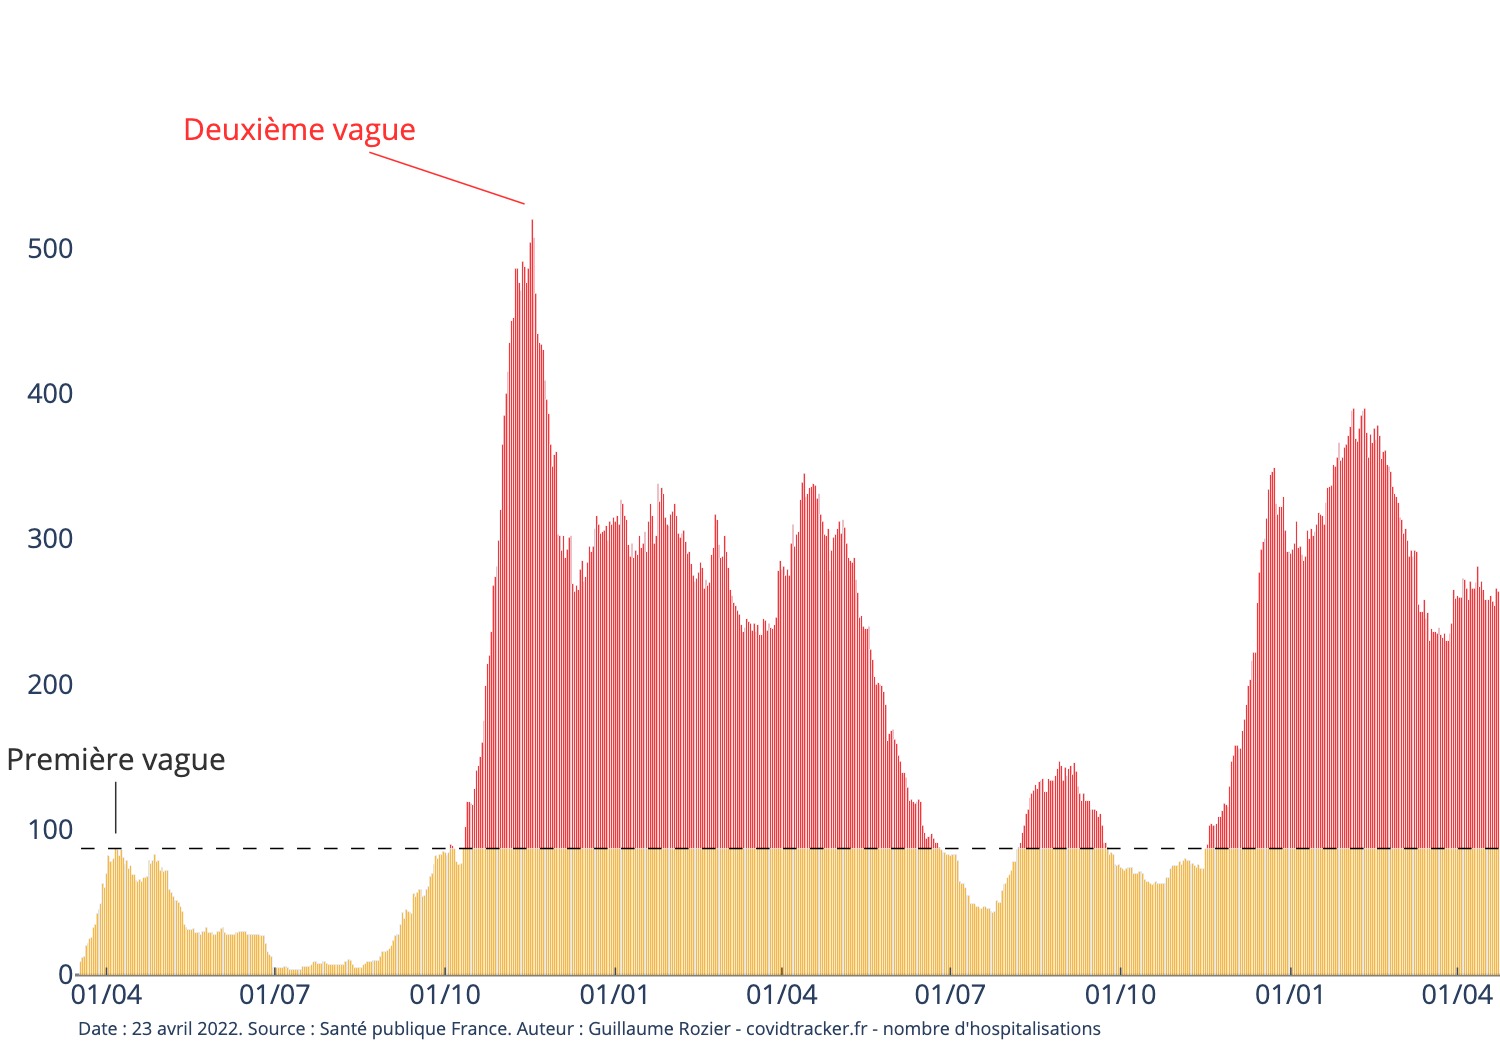 Deuxième vague
500
400
300
200
Première vague
100
0
01/04 01/07 01/10 01/01 01/04 01/07 01/10 01/01 01/04
Date : 23 avril 2022. Source : Santé publique France. Auteur : Guillaume Rozier - covidtracker.fr - nombre d'hospitalisations